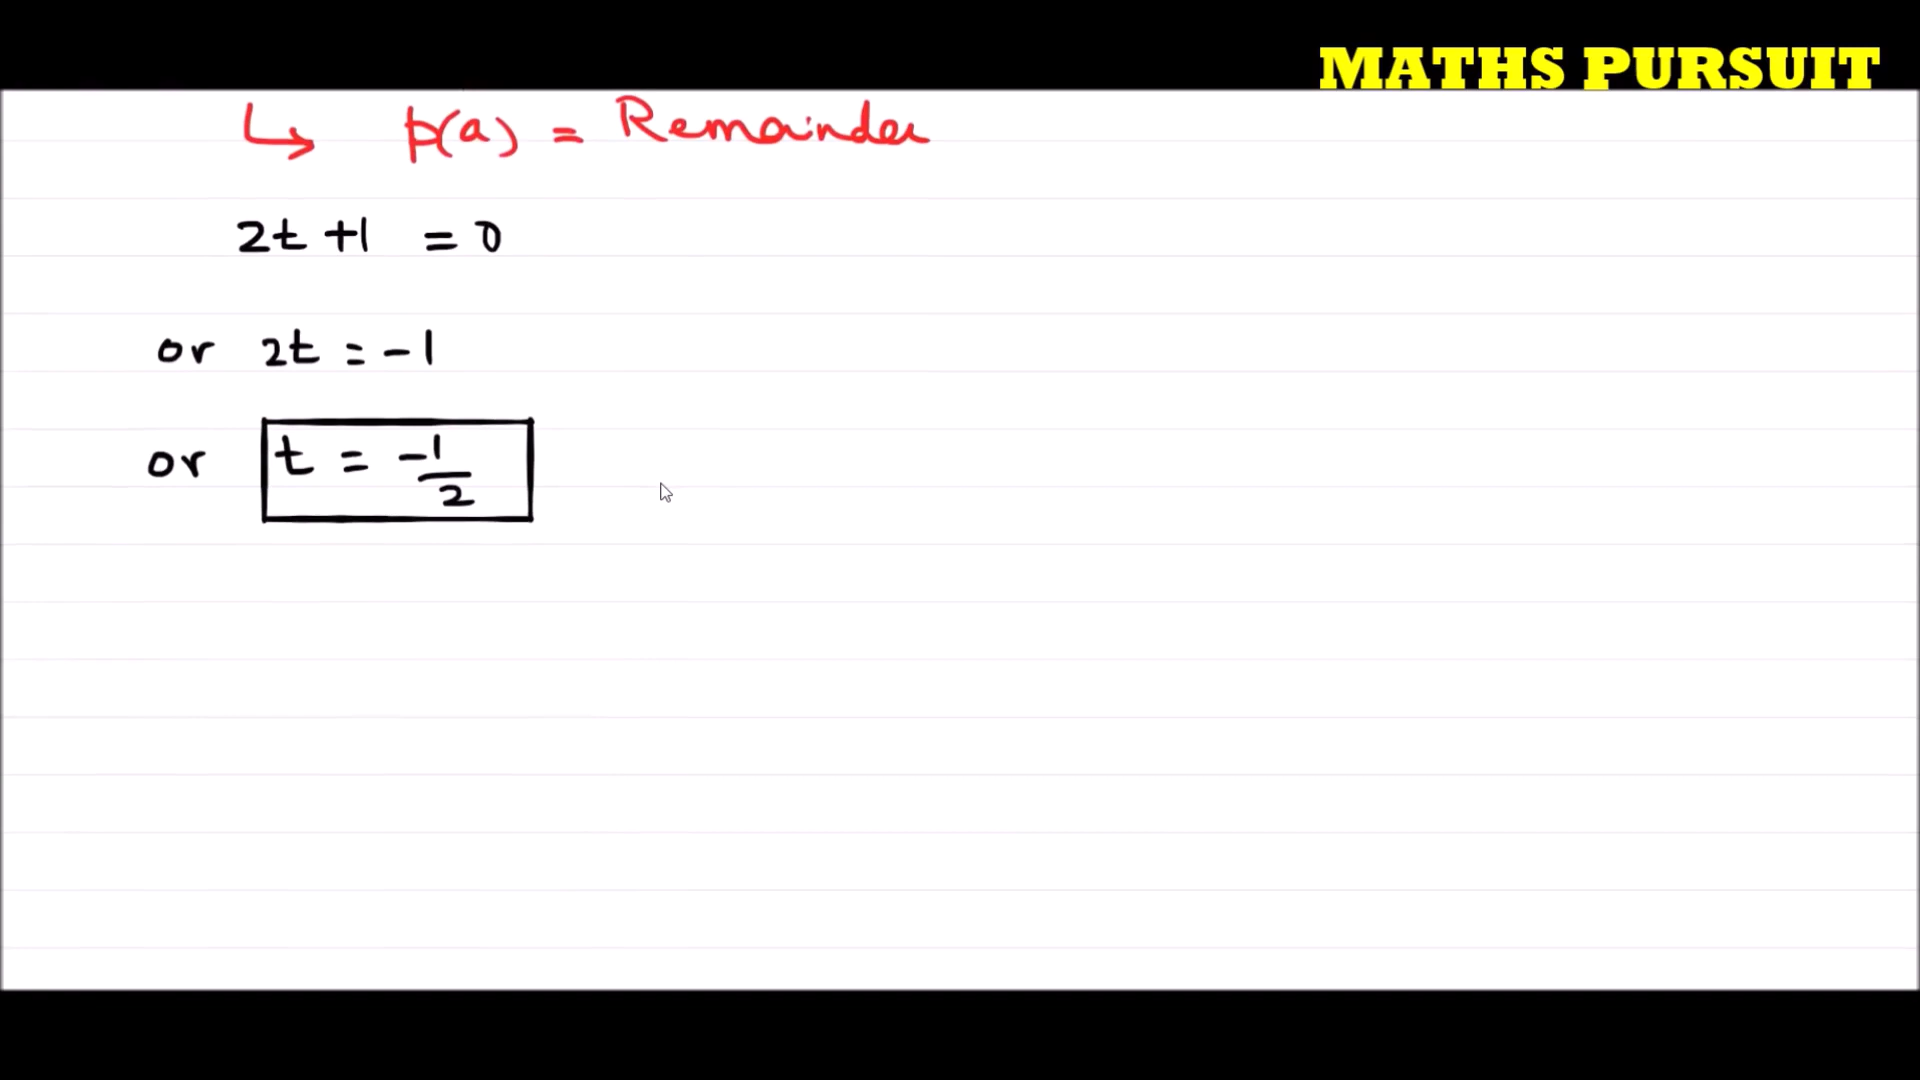 MATHS PURSUIT
↳ p(a) = Remainder
2t +1 = 0
or 2t = -1
or t = -1/2